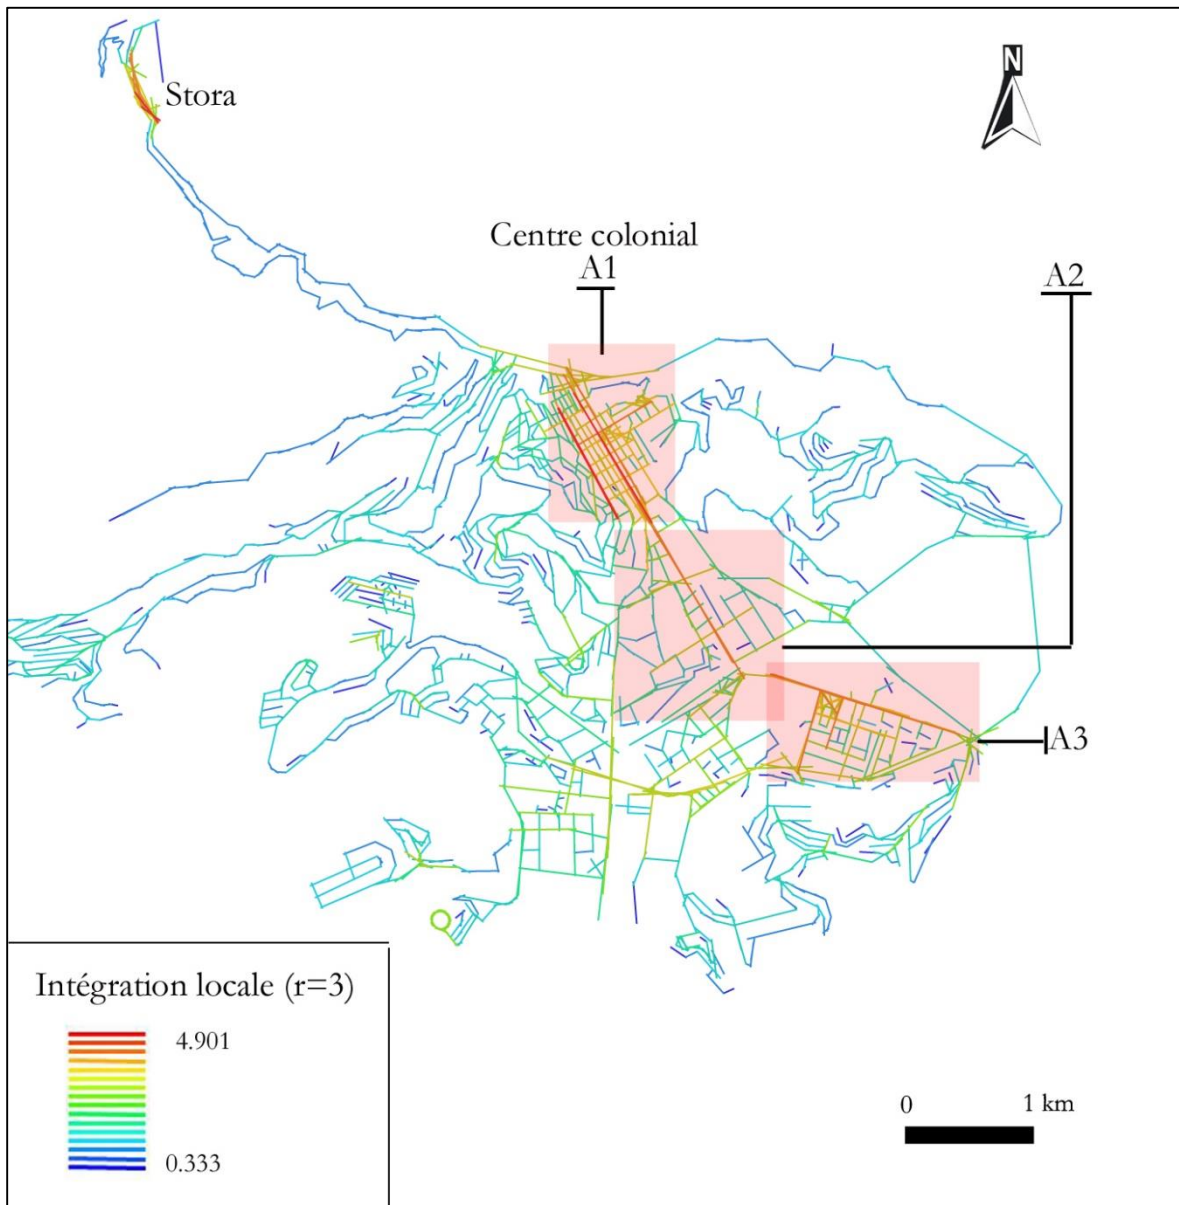 N
Stora
Centre colonial
A1
A2
A3
Intégration locale (r=3)
4.901
0.333
0 1 km